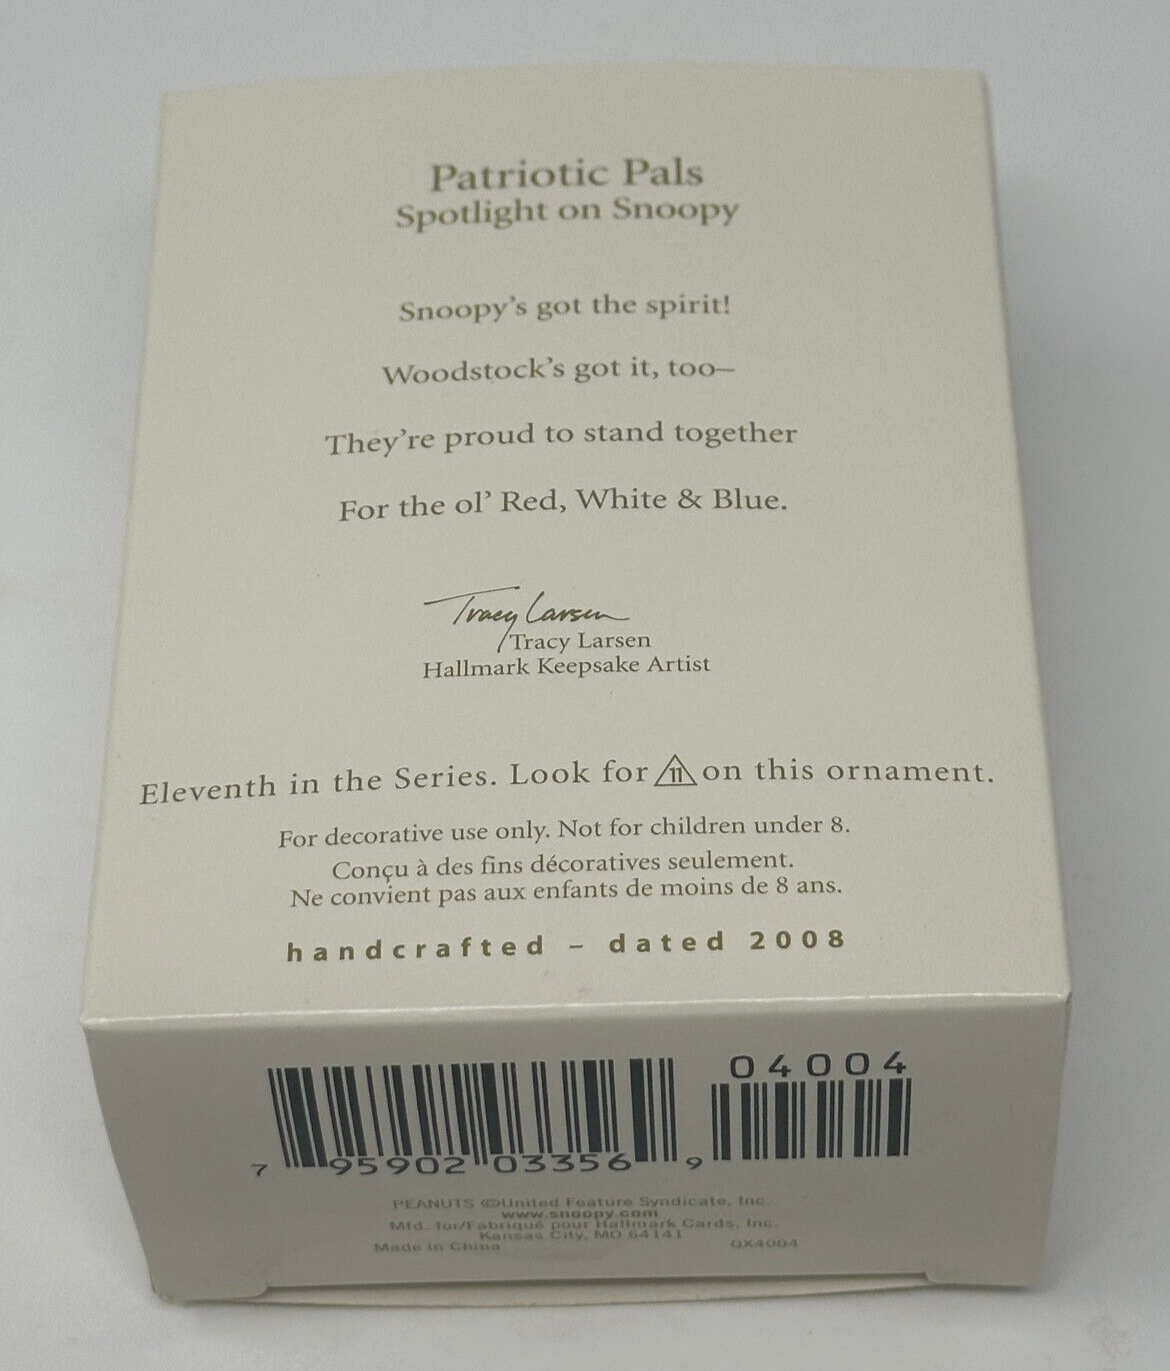 Patriotic Pals
Spotlight on Snoopy
Snoopy's got the spirit!
Woodstock's got it, too–
They're proud to stand together
For the ol' Red, White & Blue.
Tracy Larsen
Tracy Larsen
Hallmark Keepsake Artist
Eleventh in the Series. Look for 11 on this ornament.
For decorative use only. Not for children under 8.
Conçu à des fins décoratives seulement.
Ne convient pas aux enfants de moins de 8 ans.
handcrafted – dated 2008
04004
7 95902 03356 9
PEANUTS ©United Feature Syndicate, Inc.
www.snoopy.com
Mfd. for/Fabriqué pour Hallmark Cards, Inc.
Kansas City, MO 64141
Made in China QX4004